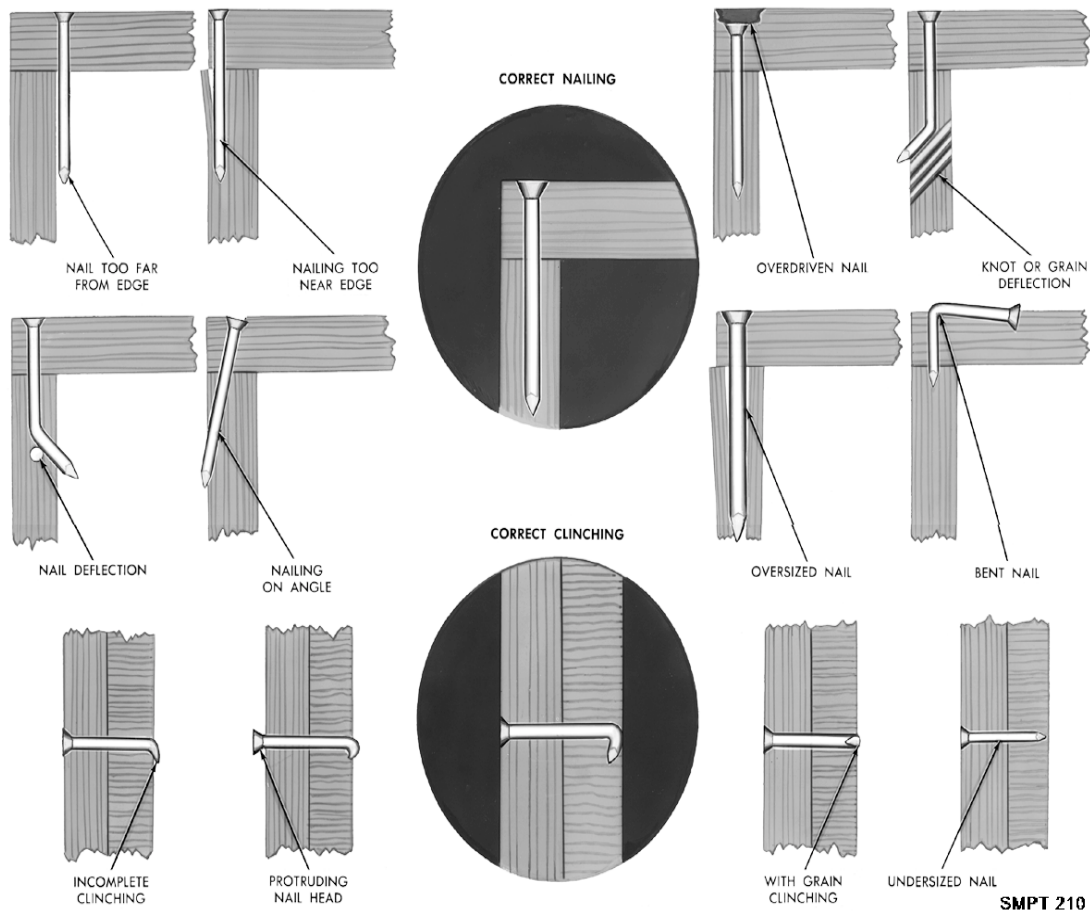 CORRECT NAILING
NAIL TOO FAR
FROM EDGE
NAILING TOO
NEAR EDGE
OVERDRIVEN NAIL
KNOT OR GRAIN
DEFLECTION
NAIL DEFLECTION
NAILING
ON ANGLE
CORRECT CLINCHING
OVERSIZED NAIL
BENT NAIL
INCOMPLETE
CLINCHING
PROTRUDING
NAIL HEAD
WITH GRAIN
CLINCHING
UNDERSIZED NAIL
SMPT 210